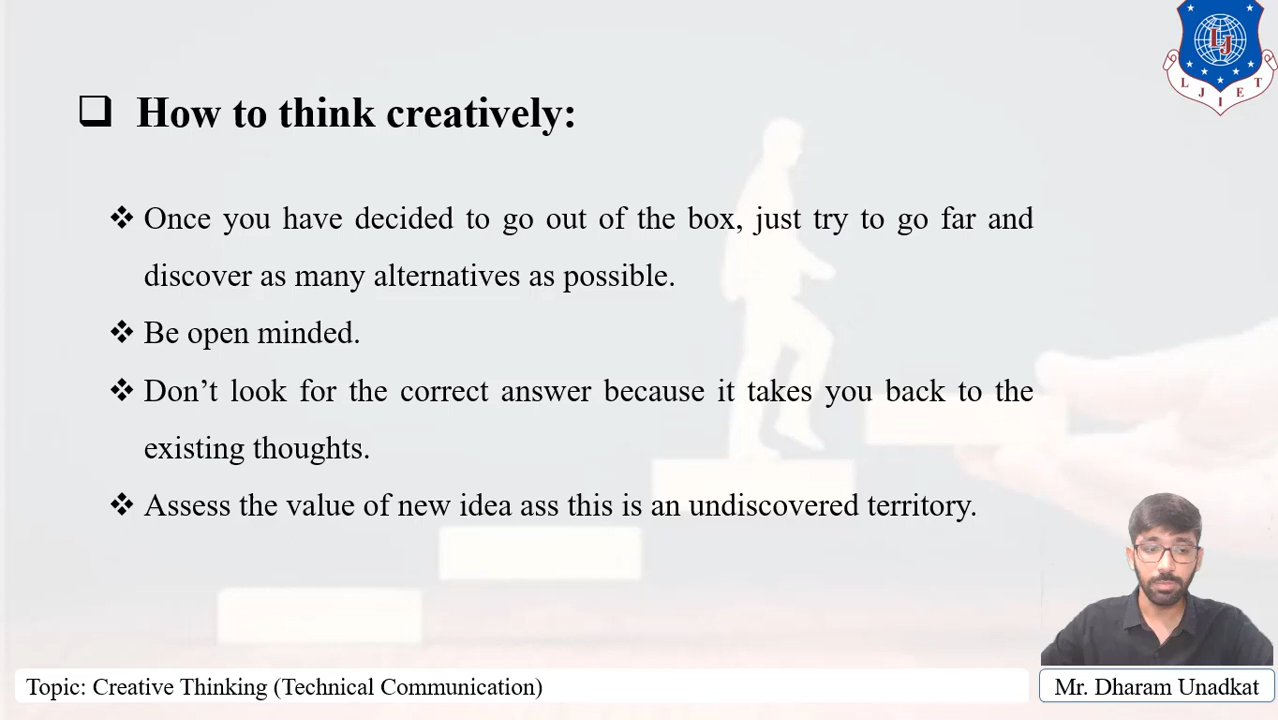 LJ
LJIET
How to think creatively:
Once you have decided to go out of the box, just try to go far and
discover as many alternatives as possible.
Be open minded.
Don’t look for the correct answer because it takes you back to the
existing thoughts.
Assess the value of new idea ass this is an undiscovered territory.
Topic: Creative Thinking (Technical Communication)
Mr. Dharam Unadkat